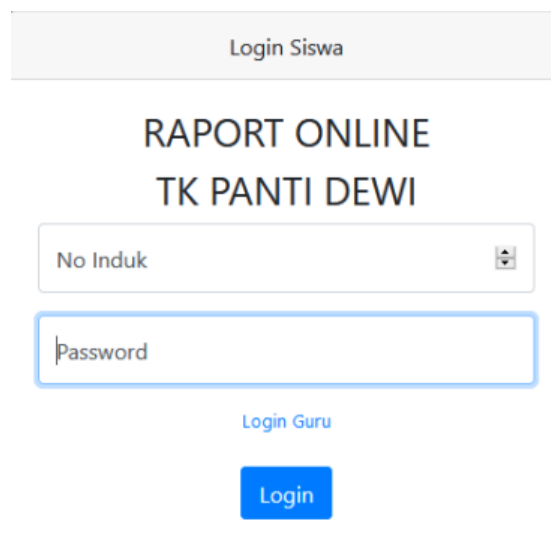 Login Siswa
RAPORT ONLINE
TK PANTI DEWI
No Induk
Password
Login Guru
Login